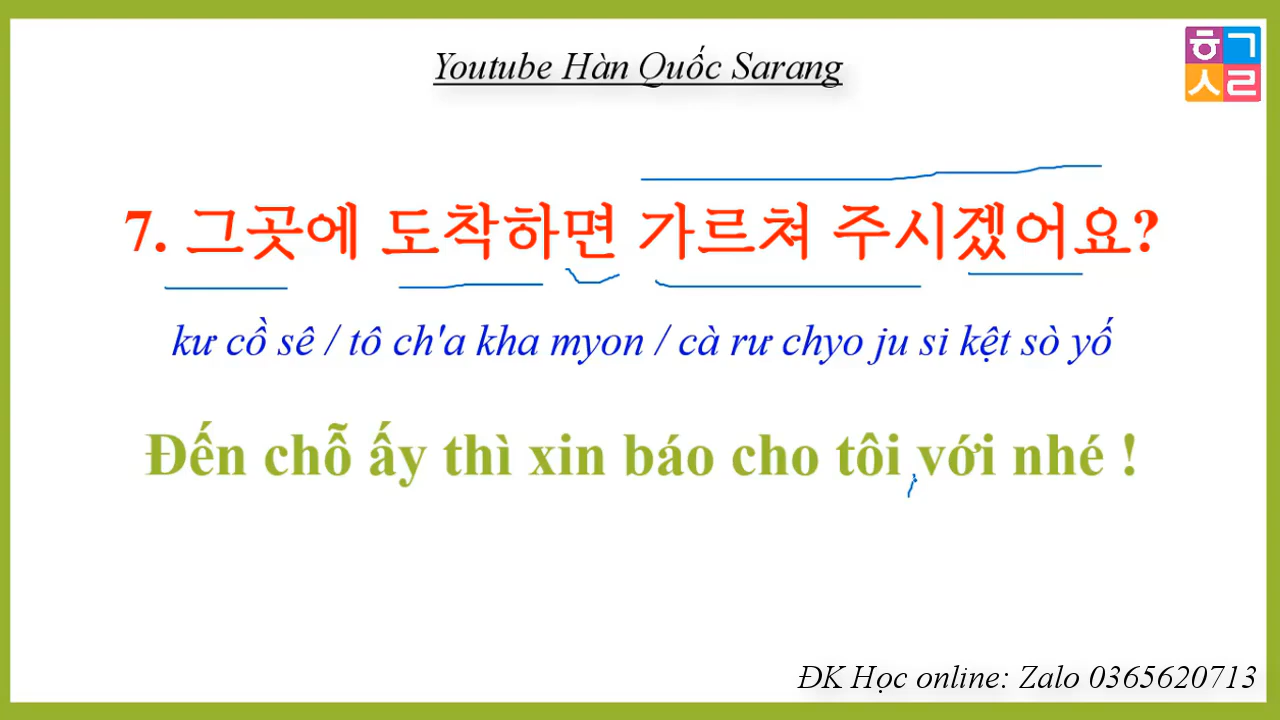 Youtube Hàn Quốc Sarang
ㅎㄱ
ㅅㄹ
7. 그곳에 도착하면 가르쳐 주시겠어요?
kư cồ sê / tô ch'a kha myon / cà rư chyo ju si kệt sò yố
Đến chỗ ấy thì xin báo cho tôi với nhé !
ĐK Học online: Zalo 0365620713